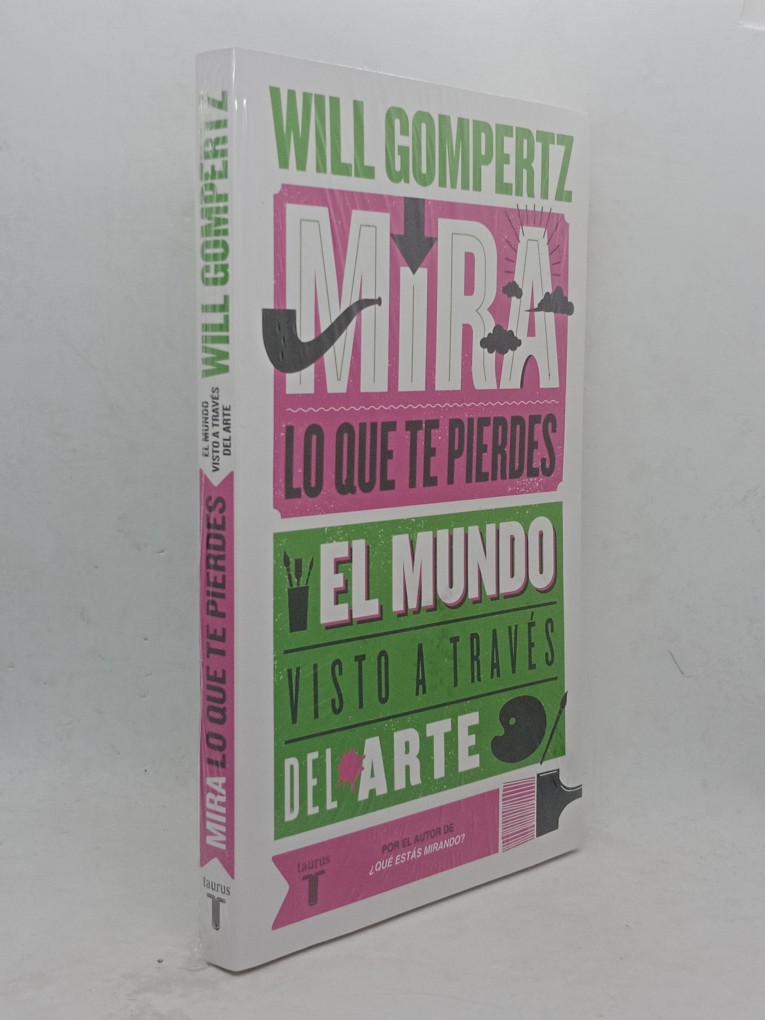 WILL GOMPERTZ
MiRA
LO QUE TE PIERDES
EL MUNDO
VISTO A TRAVÉS
DEL ARTE
POR EL AUTOR DE
¿QUÉ ESTÁS MIRANDO?
taurus
T
WILL GOMPERTZ
EL MUNDO
VISTO A TRAVÉS
DEL ARTE
MIRA LO QUE TE PIERDES
taurus
T